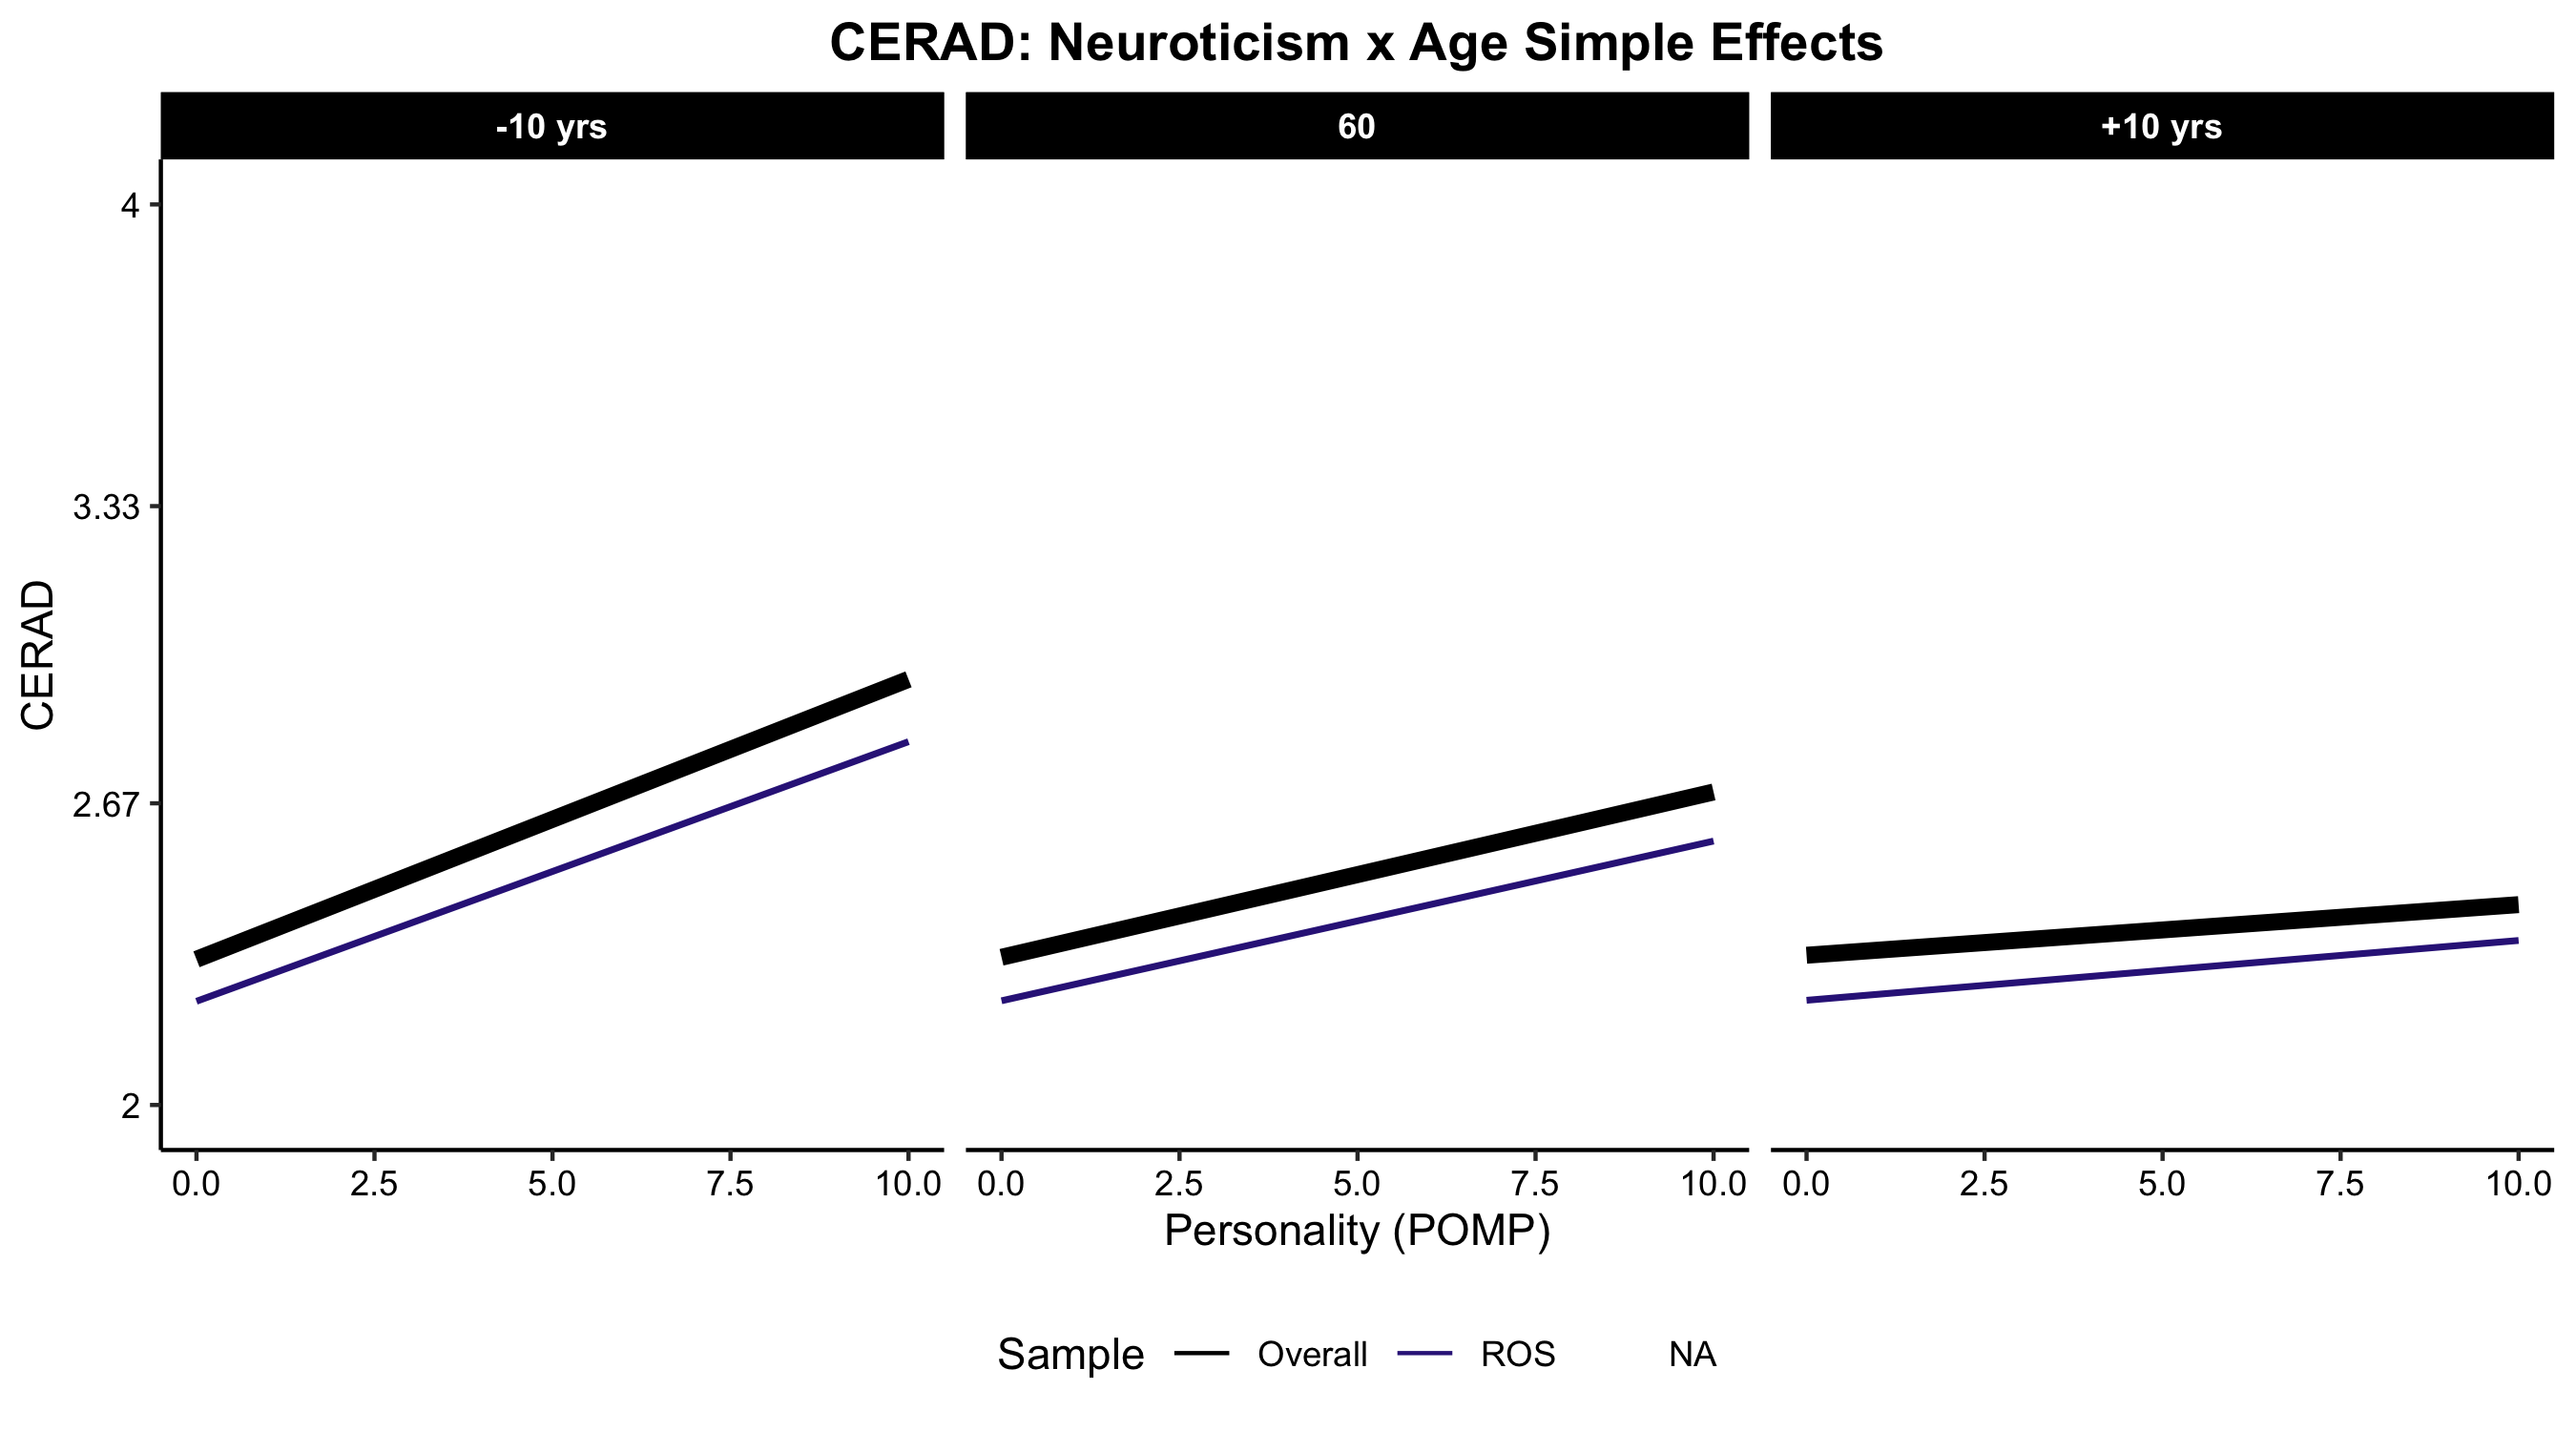 CERAD: Neuroticism x Age Simple Effects
-10 yrs
60
+10 yrs
CERAD
4
3.33
2.67
2
0.0 2.5 5.0 7.5 10.0
0.0 2.5 5.0 7.5 10.0
0.0 2.5 5.0 7.5 10.0
Personality (POMP)
Sample Overall ROS NA